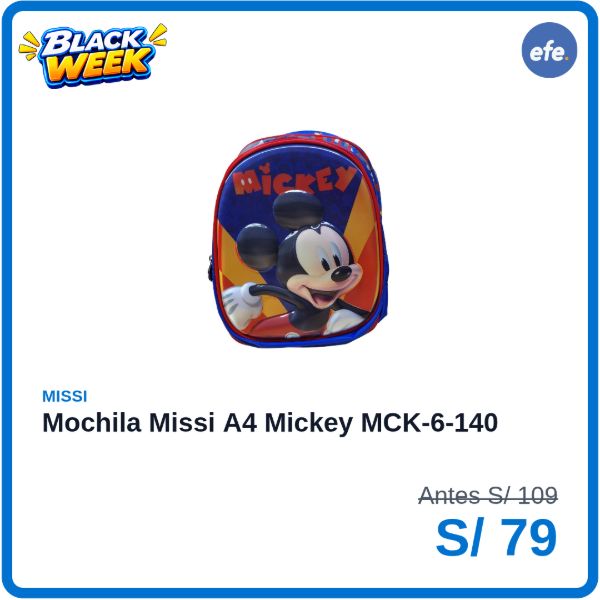 BLACK
WEEK
efe.
MICKEY
MISSI
Mochila Missi A4 Mickey MCK-6-140
Antes S/ 109
S/ 79